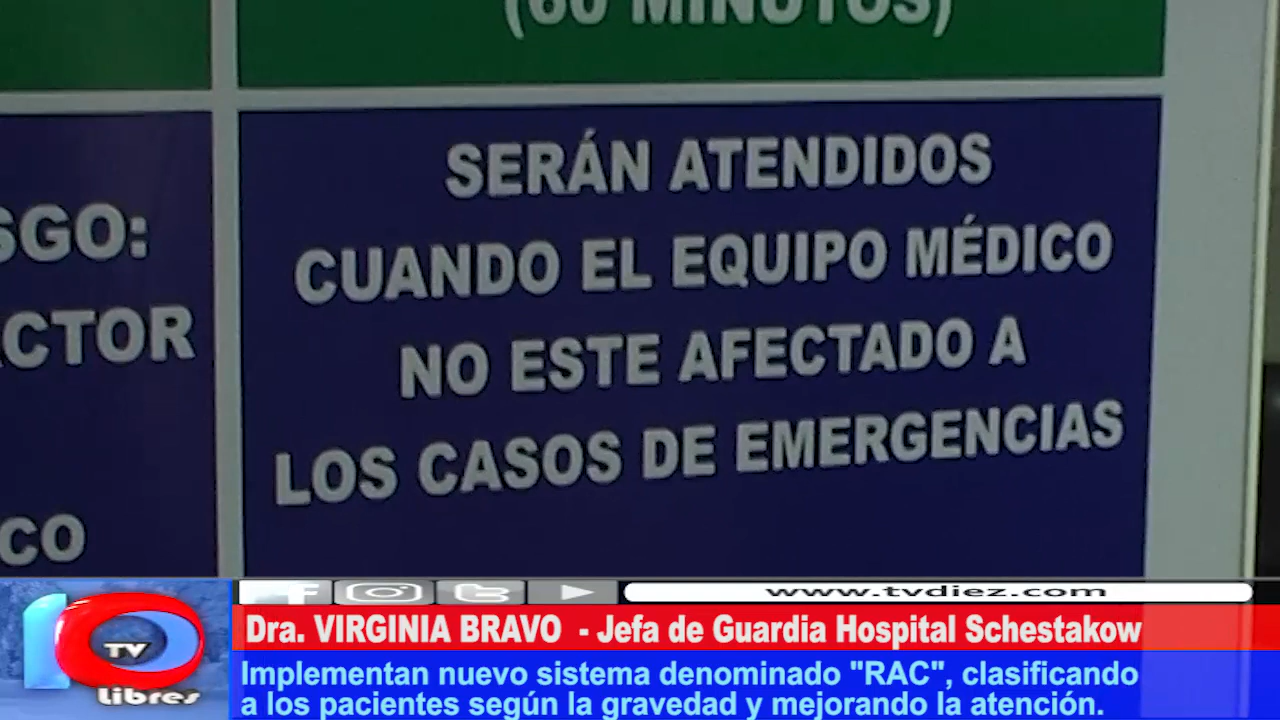 (60 MINUTOS)
SERÁN ATENDIDOS
CUANDO EL EQUIPO MÉDICO
NO ESTE AFECTADO A
LOS CASOS DE EMERGENCIAS
SGO:
ACTOR
CO
www.tvdiez.com
Dra. VIRGINIA BRAVO - Jefa de Guardia Hospital Schestakow
Implementan nuevo sistema denominado "RAC", clasificando
a los pacientes según la gravedad y mejorando la atención.
10
TV
libres